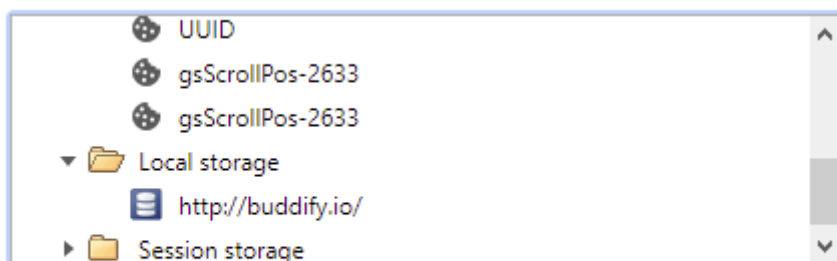 UUID
gsScrollPos-2633
gsScrollPos-2633
Local storage
http://buddify.io/
Session storage